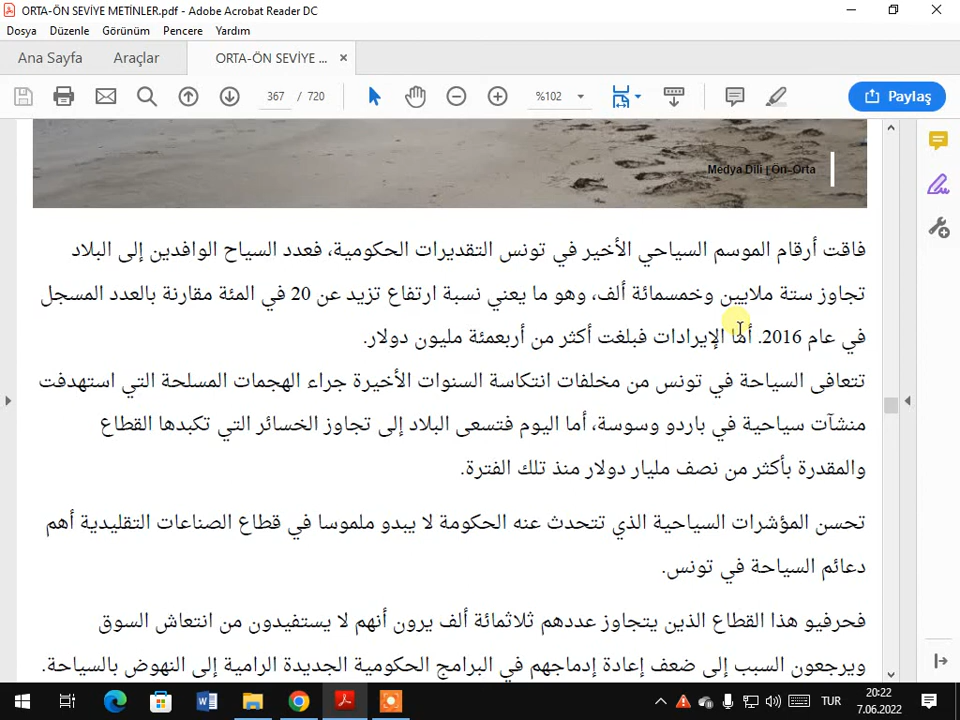 ORTA-ÖN SEVİYE METİNLER.pdf - Adobe Acrobat Reader DC
Dosya Düzenle Görünüm Pencere Yardım
Ana Sayfa Araçlar ORTA-ÖN SEVİYE ...
367 / 720 %102 Paylaş
Medya Dili | Ön-Orta
فاقت أرقام الموسم السياحي الأخير في تونس التقديرات الحكومية، فعدد السياح الوافدين إلى البلاد
تجاوز ستة ملايين وخمسمائة ألف، وهو ما يعني نسبة ارتفاع تزيد عن 20 في المئة مقارنة بالعدد المسجل
في عام 2016. أما الإيرادات فبلغت أكثر من أربعمئة مليون دولار.
تتعافى السياحة في تونس من مخلفات انتكاسة السنوات الأخيرة جراء الهجمات المسلحة التي استهدفت
منشآت سياحية في باردو وسوسة، أما اليوم فتسعى البلاد إلى تجاوز الخسائر التي تكبدها القطاع
والمقدرة بأكثر من نصف مليار دولار منذ تلك الفترة.
تحسن المؤشرات السياحية الذي تتحدث عنه الحكومة لا يبدو ملموسا في قطاع الصناعات التقليدية أهم
دعائم السياحة في تونس.
فحرفيو هذا القطاع الذين يتجاوز عددهم ثلاثمائة ألف يرون أنهم لا يستفيدون من انتعاش السوق
ويرجعون السبب إلى ضعف إعادة إدماجهم في البرامج الحكومية الجديدة الرامية إلى النهوض بالسياحة.
TUR
20:22
7.06.2022